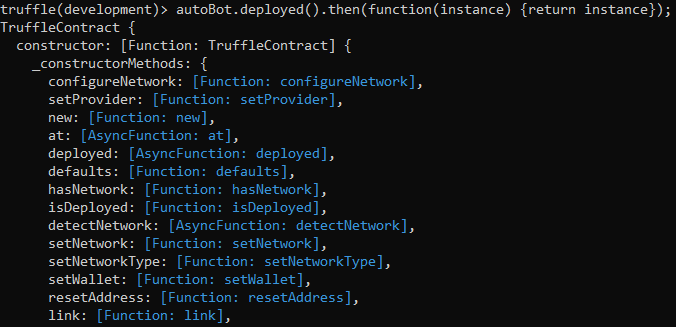 truffle(development)> autoBot.deployed().then(function(instance) {return instance});
TruffleContract {
  constructor: [Function: TruffleContract] {
    _constructorMethods: {
      configureNetwork: [Function: configureNetwork],
      setProvider: [Function: setProvider],
      new: [Function: new],
      at: [AsyncFunction: at],
      deployed: [AsyncFunction: deployed],
      defaults: [Function: defaults],
      hasNetwork: [Function: hasNetwork],
      isDeployed: [Function: isDeployed],
      detectNetwork: [AsyncFunction: detectNetwork],
      setNetwork: [Function: setNetwork],
      setNetworkType: [Function: setNetworkType],
      setWallet: [Function: setWallet],
      resetAddress: [Function: resetAddress],
      link: [Function: link],